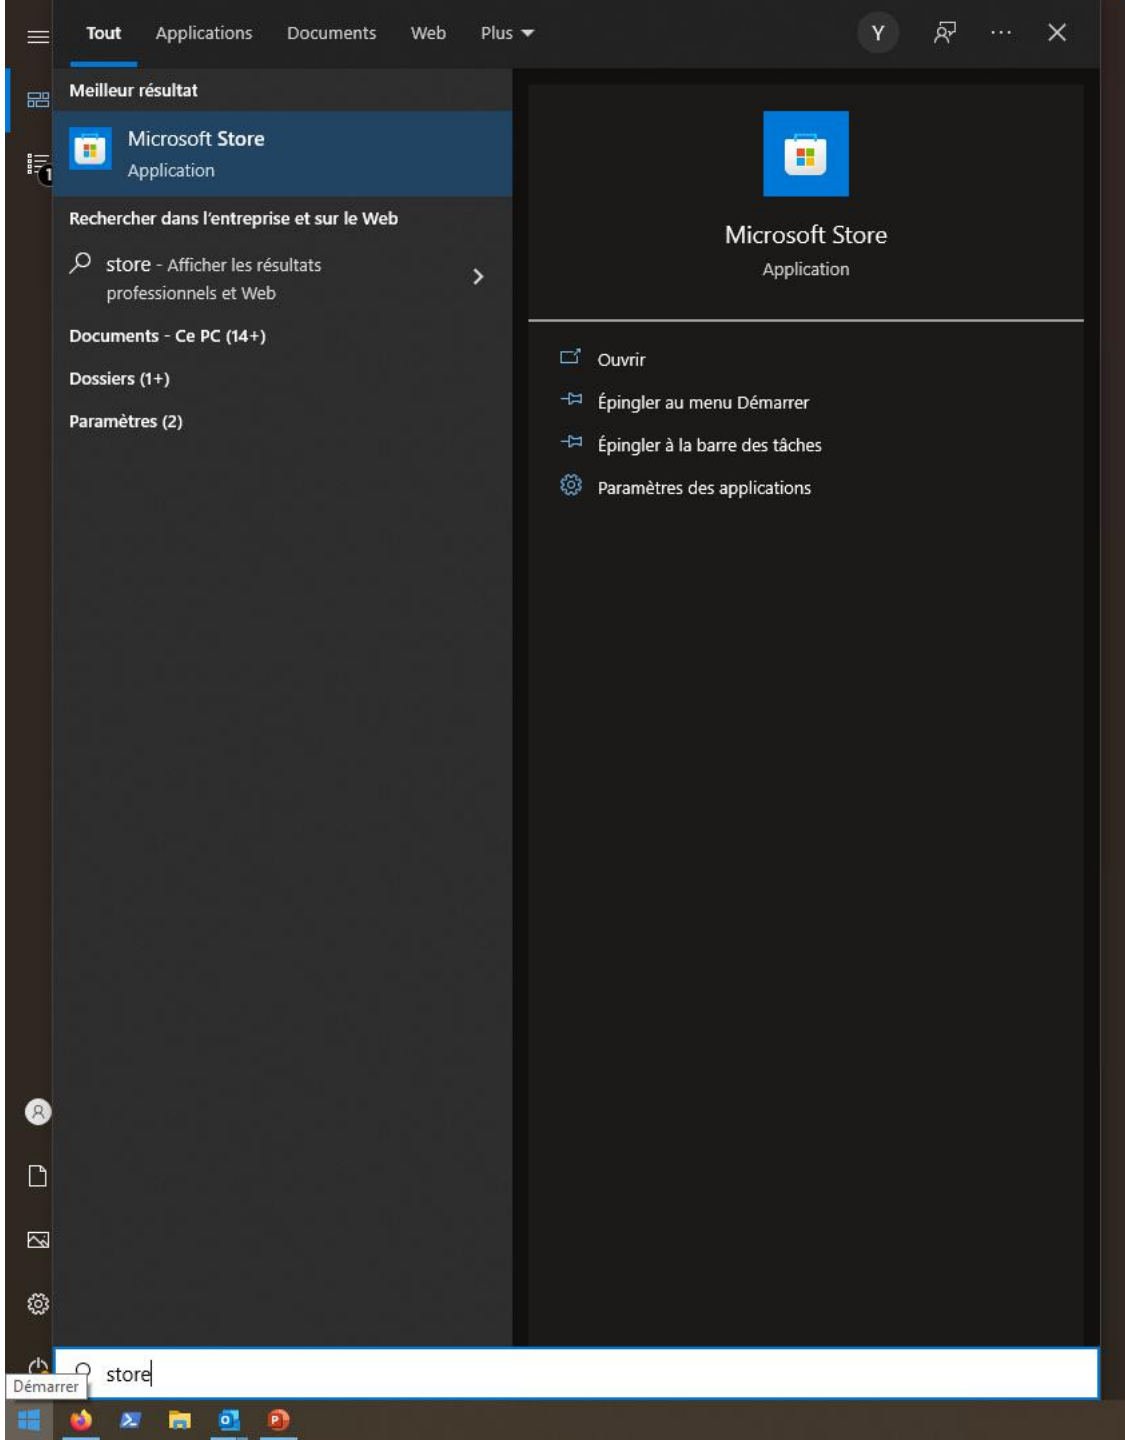 Tout Applications Documents Web Plus Y
Meilleur résultat
Microsoft Store
Application
Rechercher dans l'entreprise et sur le Web
store - Afficher les résultats
professionnels et Web
Documents - Ce PC (14+)
Dossiers (1+)
Paramètres (2)
1
Microsoft Store
Application
Ouvrir
Épingler au menu Démarrer
Épingler à la barre des tâches
Paramètres des applications
store
Démarrer